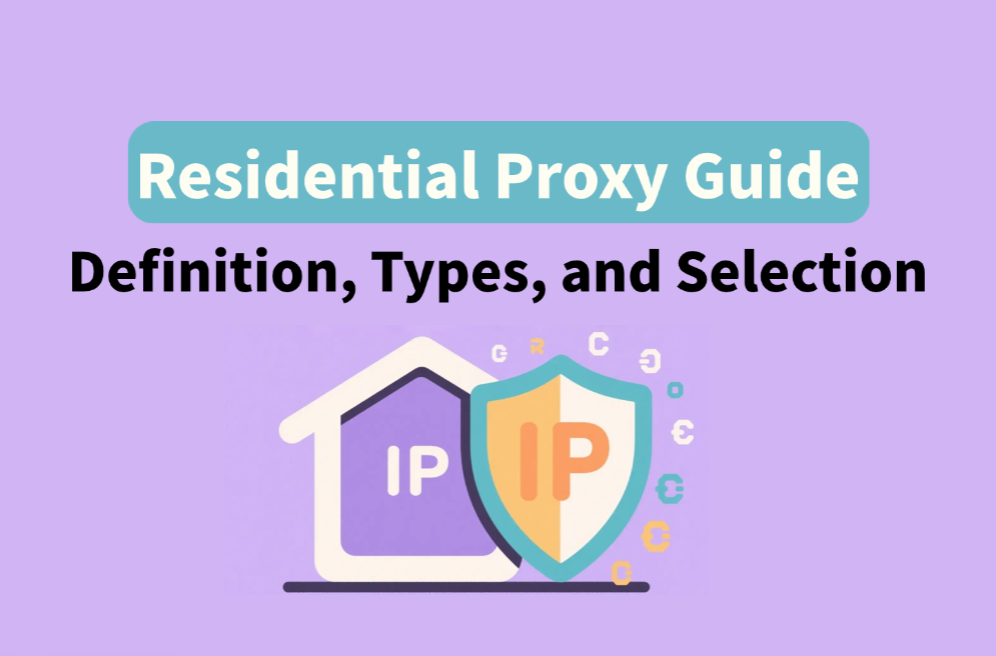 Residential Proxy Guide
Definition, Types, and Selection
IP
IP